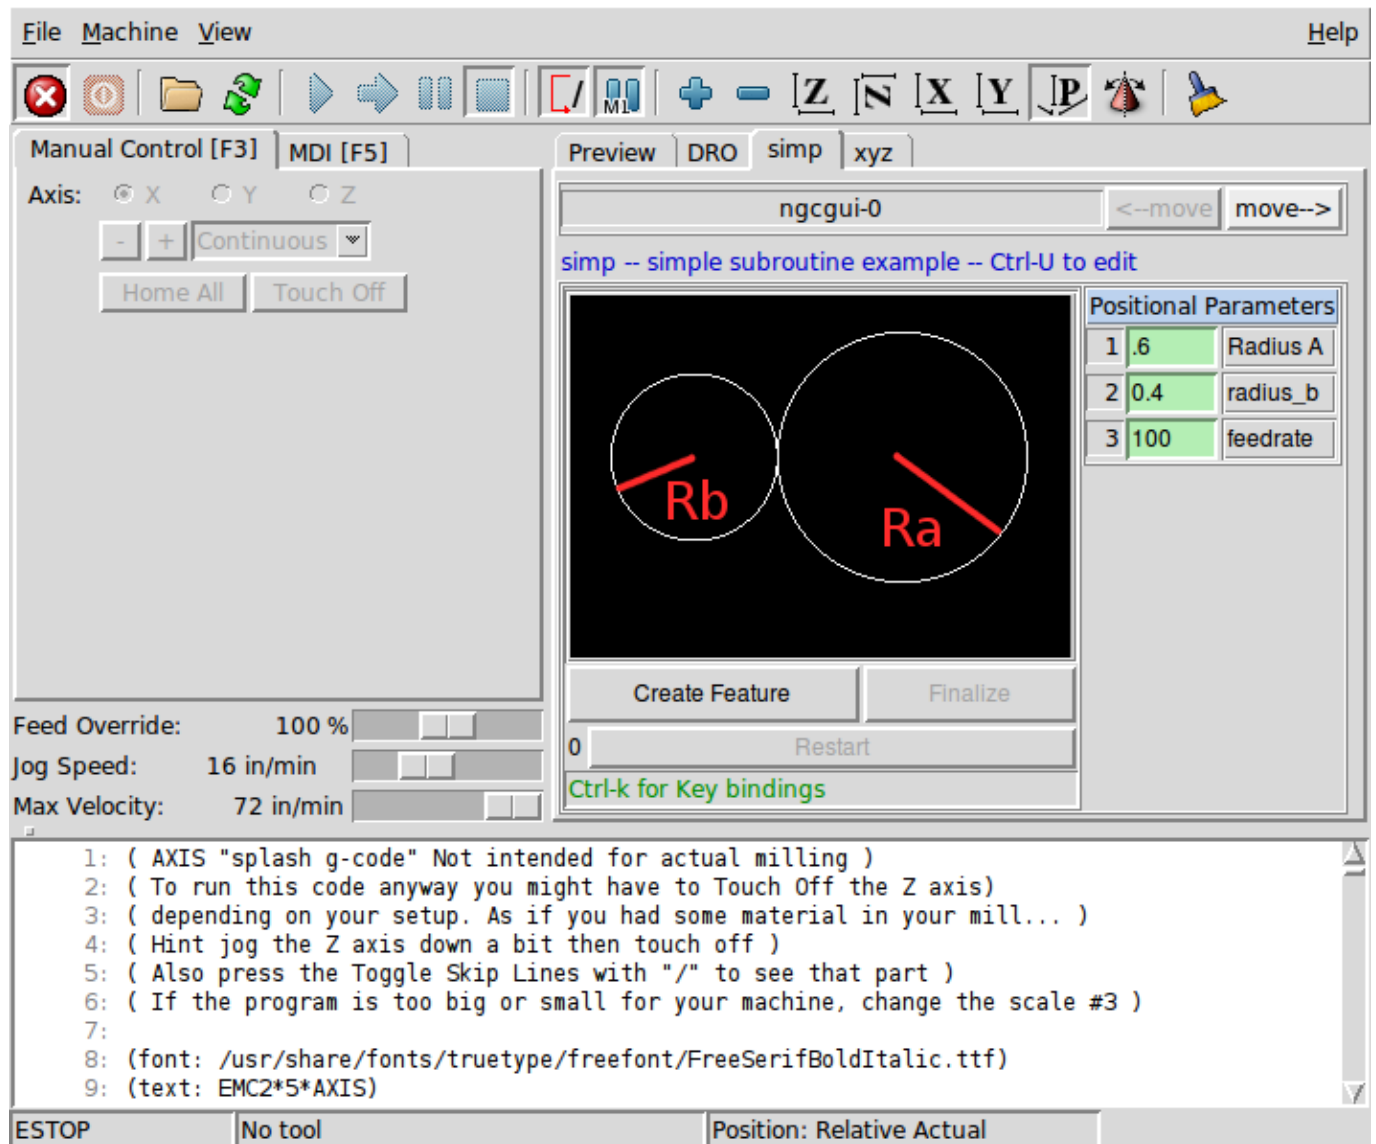 File Machine View Help
M1 Z N X Y P
Manual Control [F3] MDI [F5]
Preview DRO simp xyz
Axis: X Y Z
- + Continuous
Home All Touch Off
ngcgui-0 <--move move-->
simp -- simple subroutine example -- Ctrl-U to edit
Rb
Ra
Positional Parameters
1 .6 Radius A
2 0.4 radius_b
3 100 feedrate
Create Feature Finalize
0 Restart
Ctrl-k for Key bindings
Feed Override: 100 %
Jog Speed: 16 in/min
Max Velocity: 72 in/min
1: ( AXIS "splash g-code" Not intended for actual milling )
2: ( To run this code anyway you might have to Touch Off the Z axis)
3: ( depending on your setup. As if you had some material in your mill... )
4: ( Hint jog the Z axis down a bit then touch off )
5: ( Also press the Toggle Skip Lines with "/" to see that part )
6: ( If the program is too big or small for your machine, change the scale #3 )
7:
8: (font: /usr/share/fonts/truetype/freefont/FreeSerifBoldItalic.ttf)
9: (text: EMC2*5*AXIS)
ESTOP No tool Position: Relative Actual